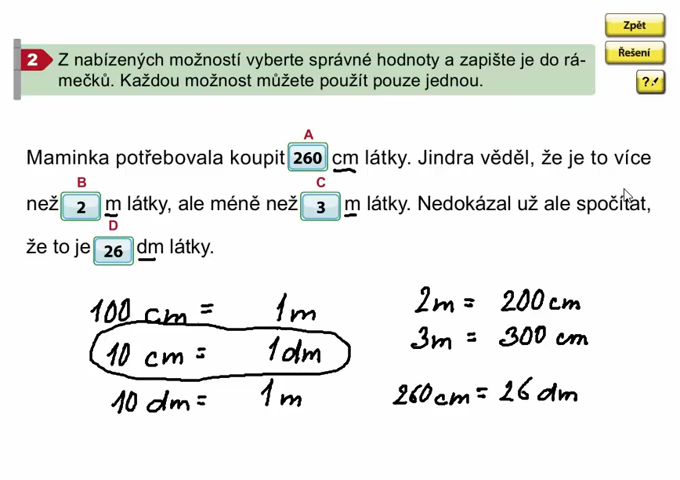 Zpět
Řešení
?
2 Z nabízených možností vyberte správné hodnoty a zapište je do rá-
mečků. Každou možnost můžete použít pouze jednou.
A
Maminka potřebovala koupit 260 cm látky. Jindra věděl, že je to více
B C
než 2 m látky, ale méně než 3 m látky. Nedokázal už ale spočítat,
D
že to je 26 dm látky.
100 cm = 1 m
10 cm = 1 dm
10 dm = 1 m
2 m = 200 cm
3 m = 300 cm
260 cm = 26 dm